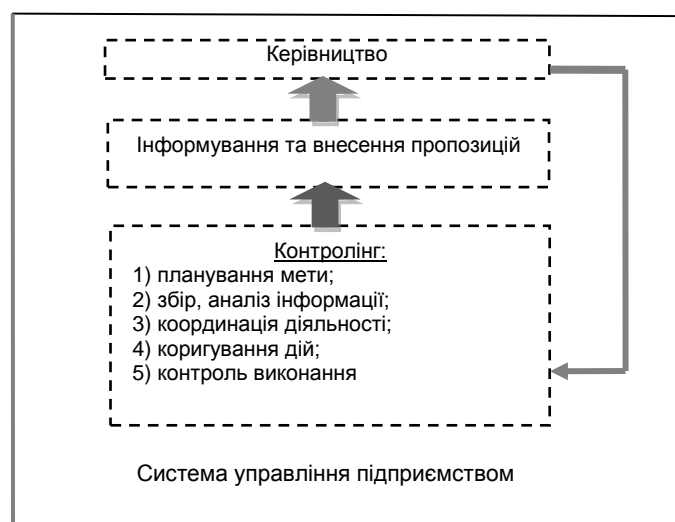 Керівництво
Інформування та внесення пропозицій
Контролінг:
1) планування мети;
2) збір, аналіз інформації;
3) координація діяльності;
4) коригування дій;
5) контроль виконання
Система управління підприємством